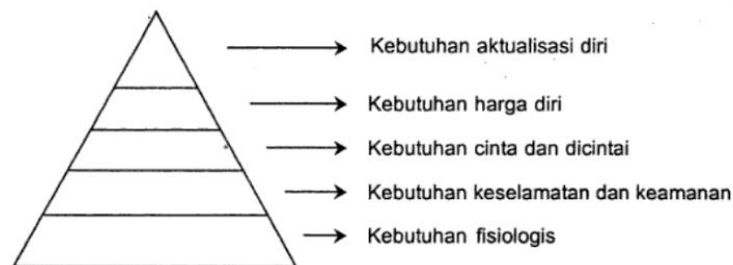 Kebutuhan aktualisasi diri
Kebutuhan harga diri
Kebutuhan cinta dan dicintai
Kebutuhan keselamatan dan keamanan
Kebutuhan fisiologis